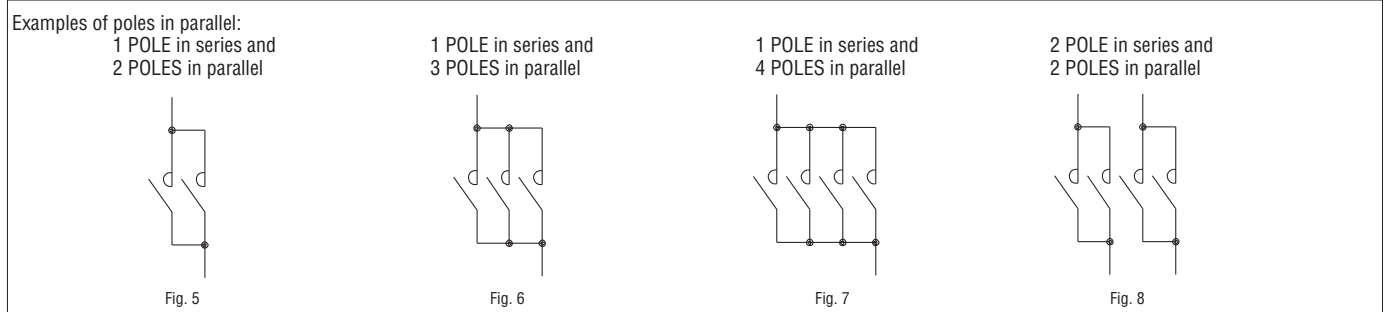 Examples of poles in parallel:
1 POLE in series and
2 POLES in parallel
1 POLE in series and
3 POLES in parallel
1 POLE in series and
4 POLES in parallel
2 POLE in series and
2 POLES in parallel
Fig. 5
Fig. 6
Fig. 7
Fig. 8